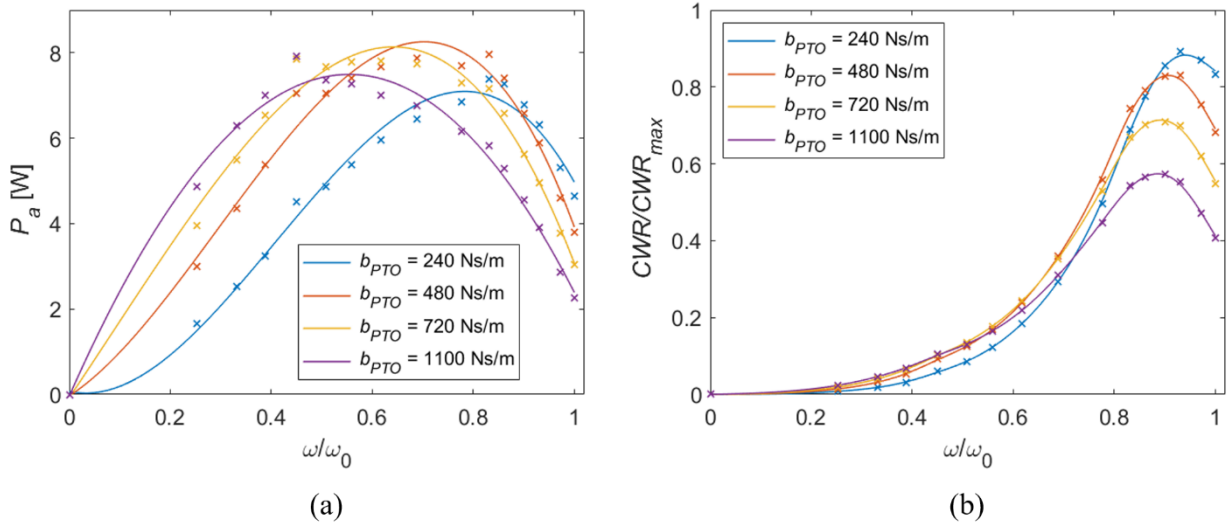 P_a [W]
8
6
4
2
0
0 0.2 0.4 0.6 0.8 1
ω/ω_0
b_PTO = 240 Ns/m
b_PTO = 480 Ns/m
b_PTO = 720 Ns/m
b_PTO = 1100 Ns/m
(a)
CWR/CWR_max
1
0.8
0.6
0.4
0.2
0
0 0.2 0.4 0.6 0.8 1
ω/ω_0
b_PTO = 240 Ns/m
b_PTO = 480 Ns/m
b_PTO = 720 Ns/m
b_PTO = 1100 Ns/m
(b)